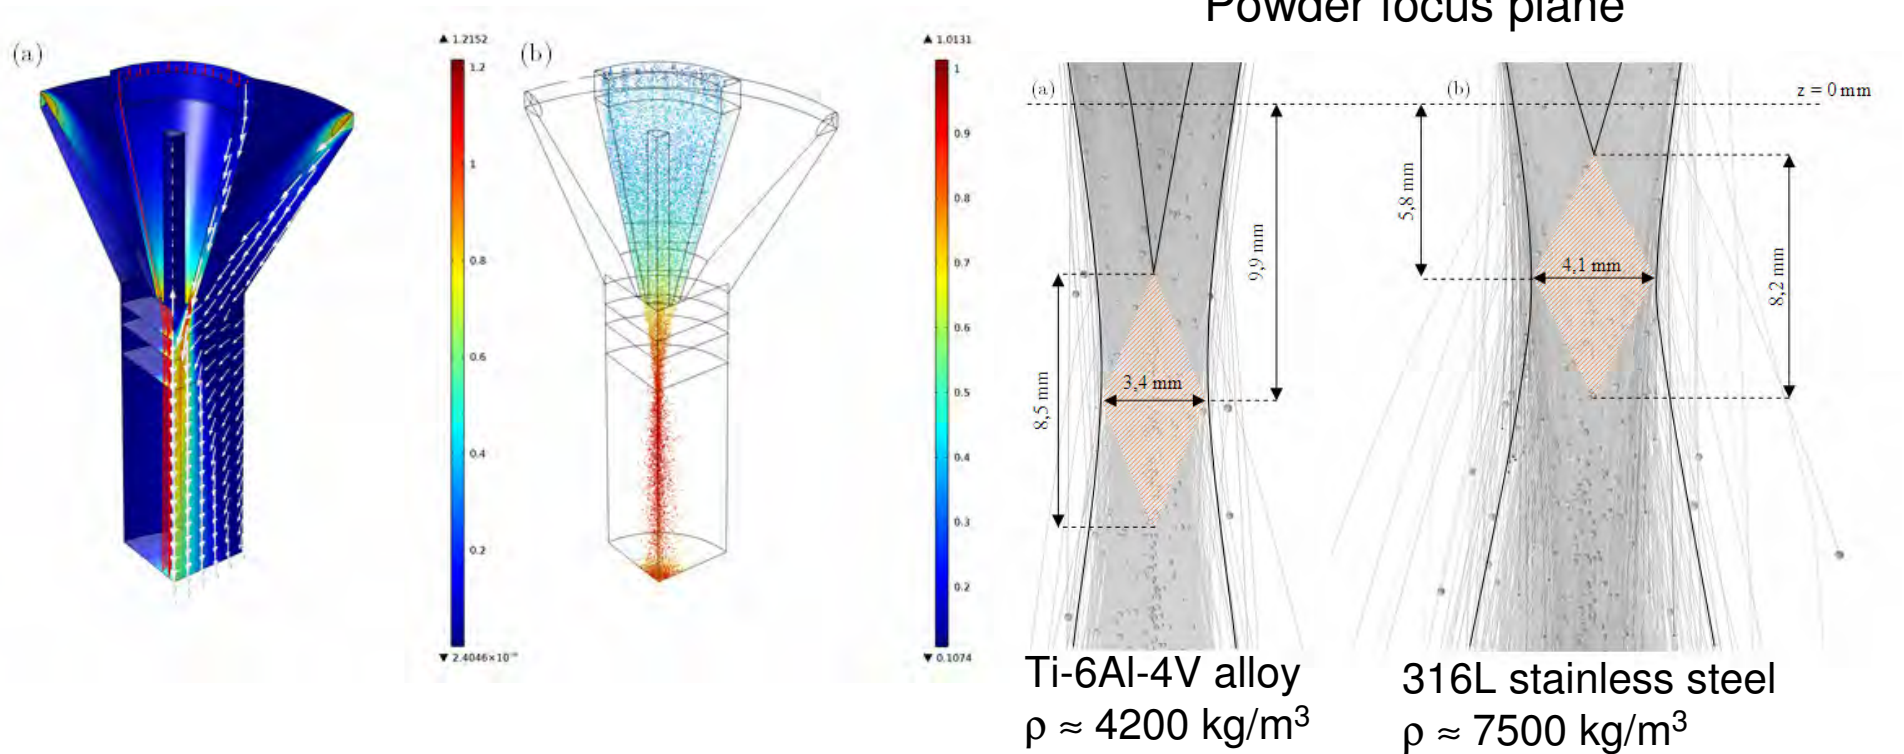 Powder focus plane
(a)
▲ 1.2152
1.2
1
0.8
0.6
0.4
0.2
(b)
▲ 1.0131
1
0.9
0.8
0.7
0.6
0.5
0.4
0.3
0.2
▼ 0.1074
(a)
(b)
z = 0 mm
9,9 mm
8,5 mm
3,4 mm
5,8 mm
4,1 mm
8,2 mm
Ti-6Al-4V alloy
ρ ≈ 4200 kg/m³
316L stainless steel
ρ ≈ 7500 kg/m³